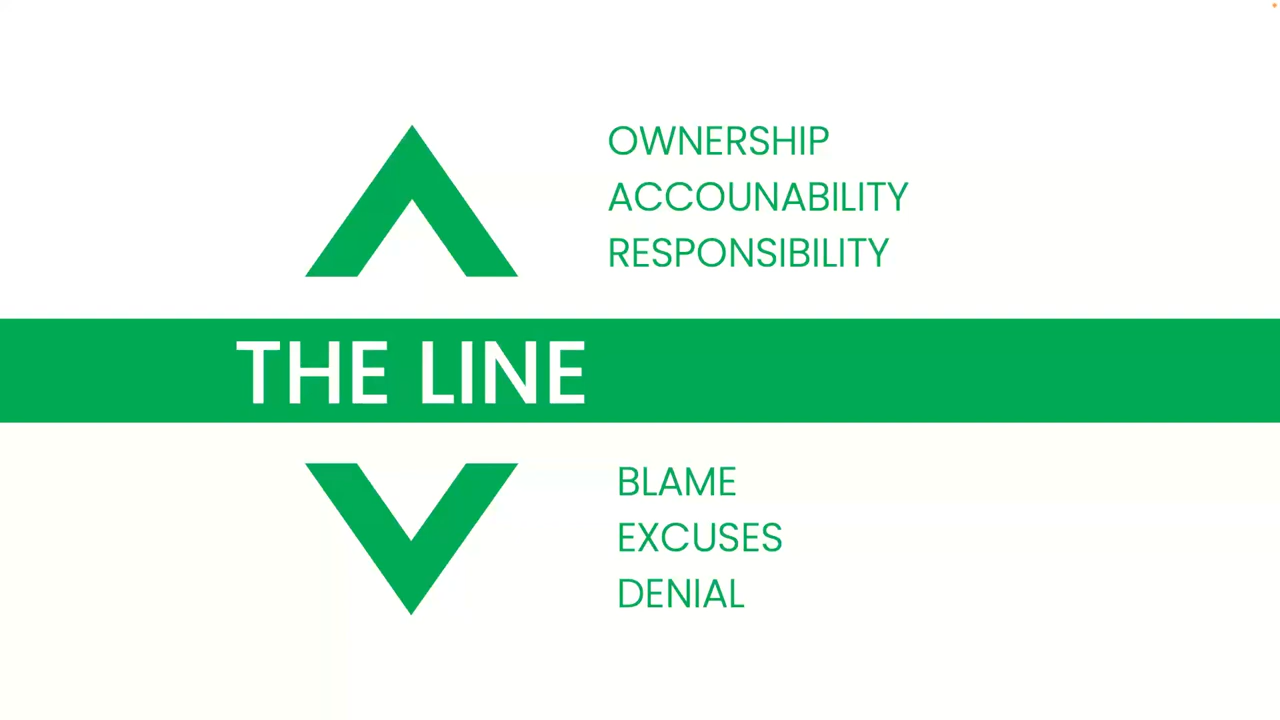 OWNERSHIP
ACCOUNABILITY
RESPONSIBILITY
THE LINE
BLAME
EXCUSES
DENIAL